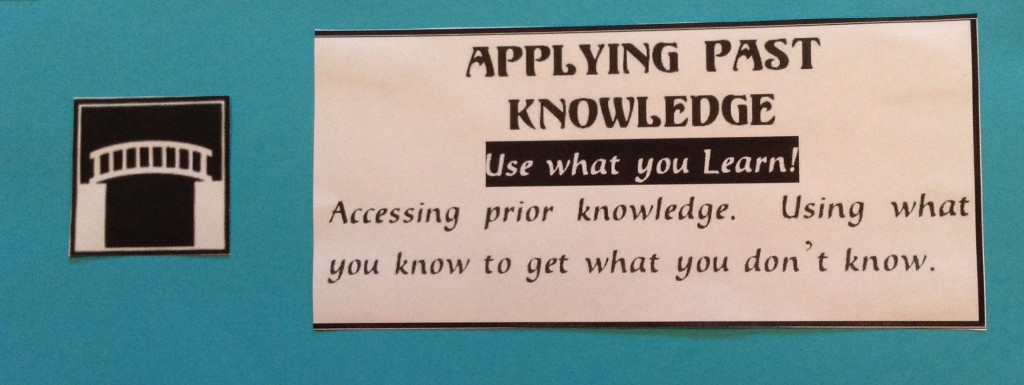 APPLYING PAST
KNOWLEDGE
Use what you Learn!
Accessing prior knowledge. Using what
you know to get what you don't know.